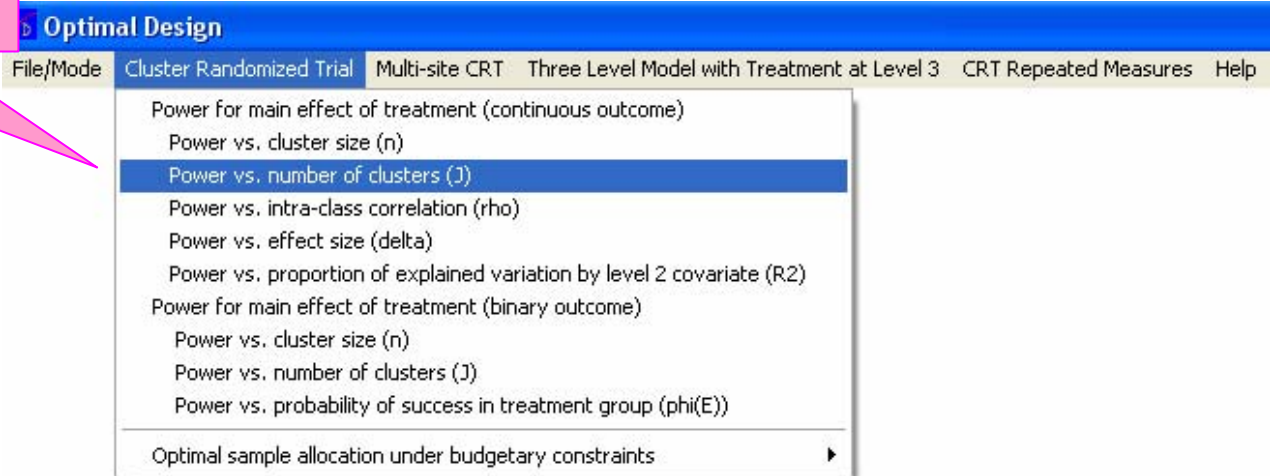 Optimal Design
File/Mode Cluster Randomized Trial Multi-site CRT Three Level Model with Treatment at Level 3 CRT Repeated Measures Help
Power for main effect of treatment (continuous outcome)
Power vs. cluster size (n)
Power vs. number of clusters (J)
Power vs. intra-class correlation (rho)
Power vs. effect size (delta)
Power vs. proportion of explained variation by level 2 covariate (R2)
Power for main effect of treatment (binary outcome)
Power vs. cluster size (n)
Power vs. number of clusters (J)
Power vs. probability of success in treatment group (phi(E))
Optimal sample allocation under budgetary constraints